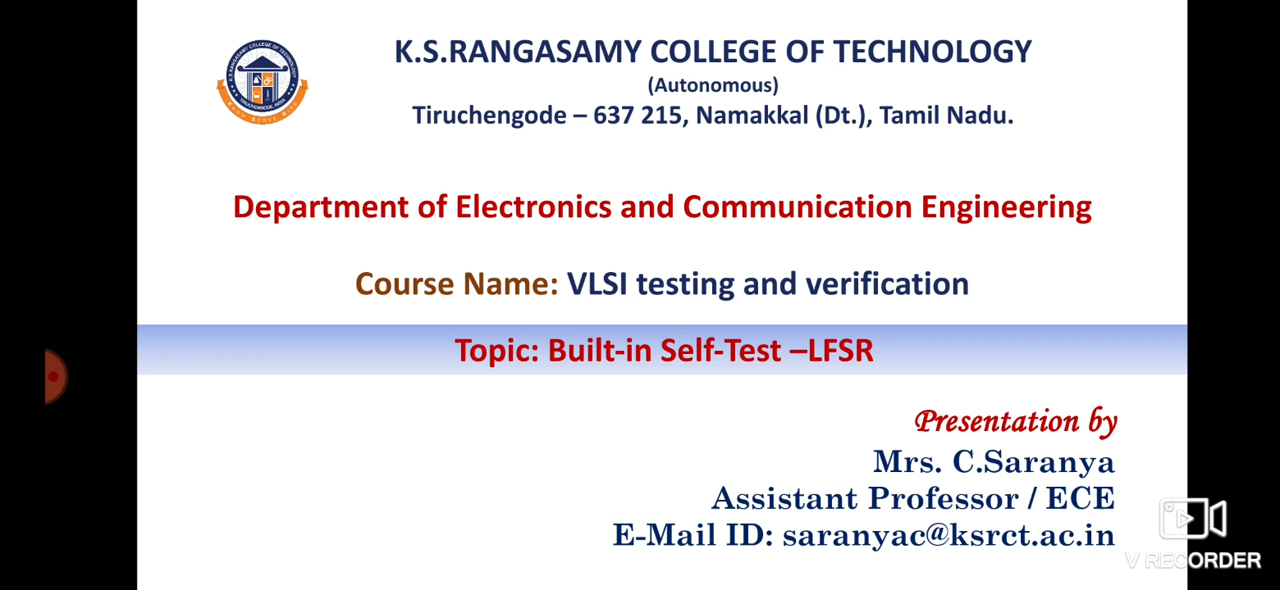 K.S.RANGASAMY COLLEGE OF TECHNOLOGY
(Autonomous)
Tiruchengode – 637 215, Namakkal (Dt.), Tamil Nadu.
Department of Electronics and Communication Engineering
Course Name: VLSI testing and verification
Topic: Built-in Self-Test –LFSR
Presentation by
Mrs. C.Saranya
Assistant Professor / ECE
E-Mail ID: saranyac@ksrct.ac.in
V RECORDER